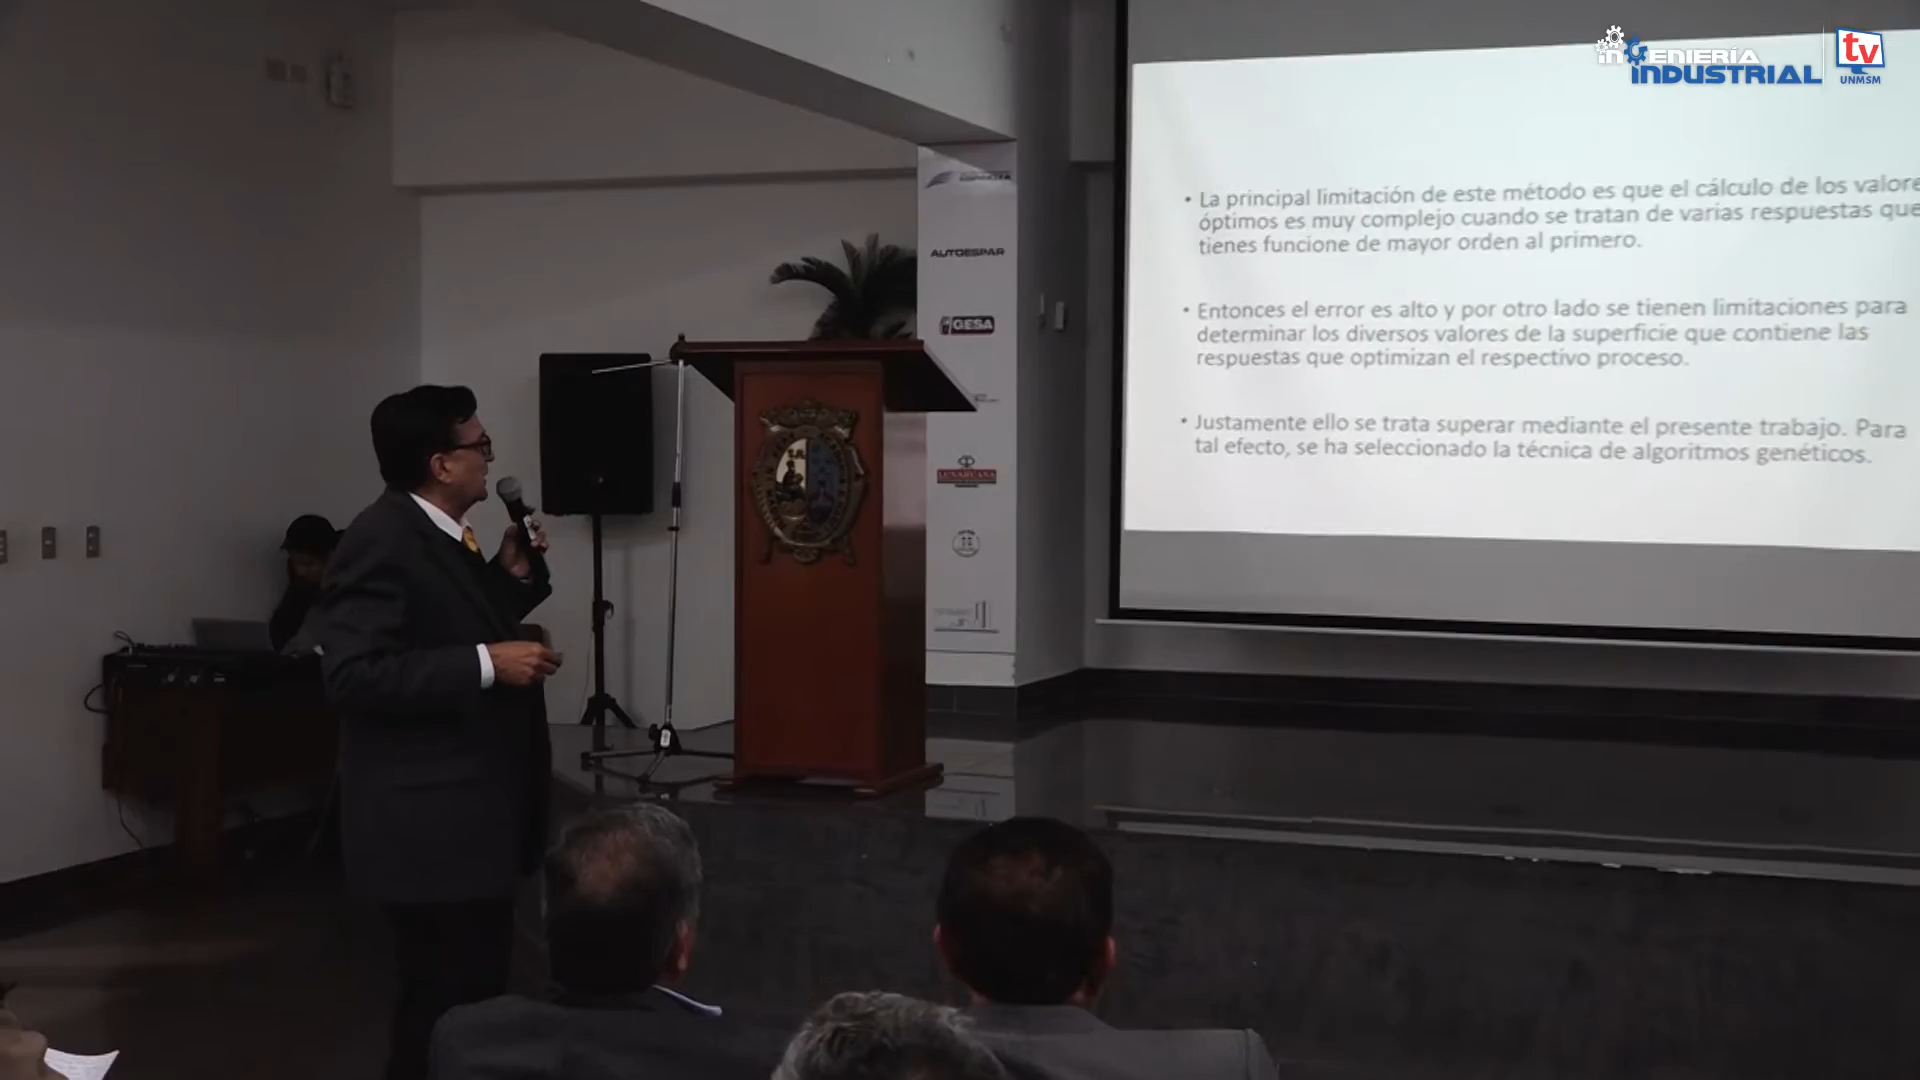 INGENIERÍA
INDUSTRIAL
tv
UNMSM
• La principal limitación de este método es que el cálculo de los valore
óptimos es muy complejo cuando se tratan de varias respuestas que
tienes funcione de mayor orden al primero.
• Entonces el error es alto y por otro lado se tienen limitaciones para
determinar los diversos valores de la superficie que contiene las
respuestas que optimizan el respectivo proceso.
• Justamente ello se trata superar mediante el presente trabajo. Para
tal efecto, se ha seleccionado la técnica de algoritmos genéticos.
AUTOESPAR
GESA
LUNAHUANA